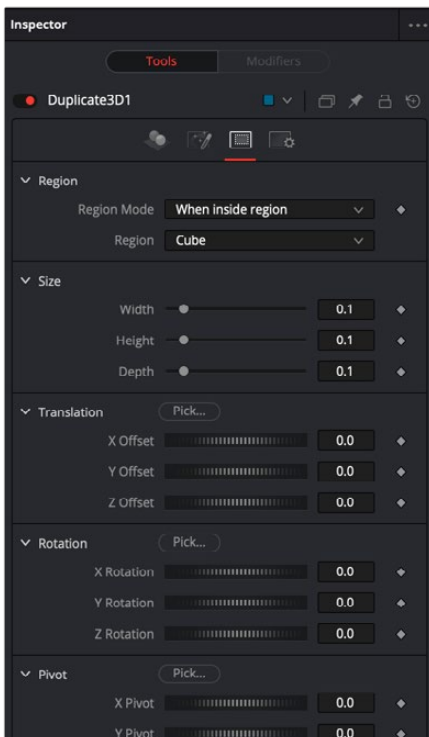 Inspector
Tools Modifiers
Duplicate3D1
Region
Region Mode When inside region
Region Cube
Size
Width 0.1
Height 0.1
Depth 0.1
Translation Pick...
X Offset 0.0
Y Offset 0.0
Z Offset 0.0
Rotation Pick...
X Rotation 0.0
Y Rotation 0.0
Z Rotation 0.0
Pivot Pick...
X Pivot 0.0
Y Pivot 0.0